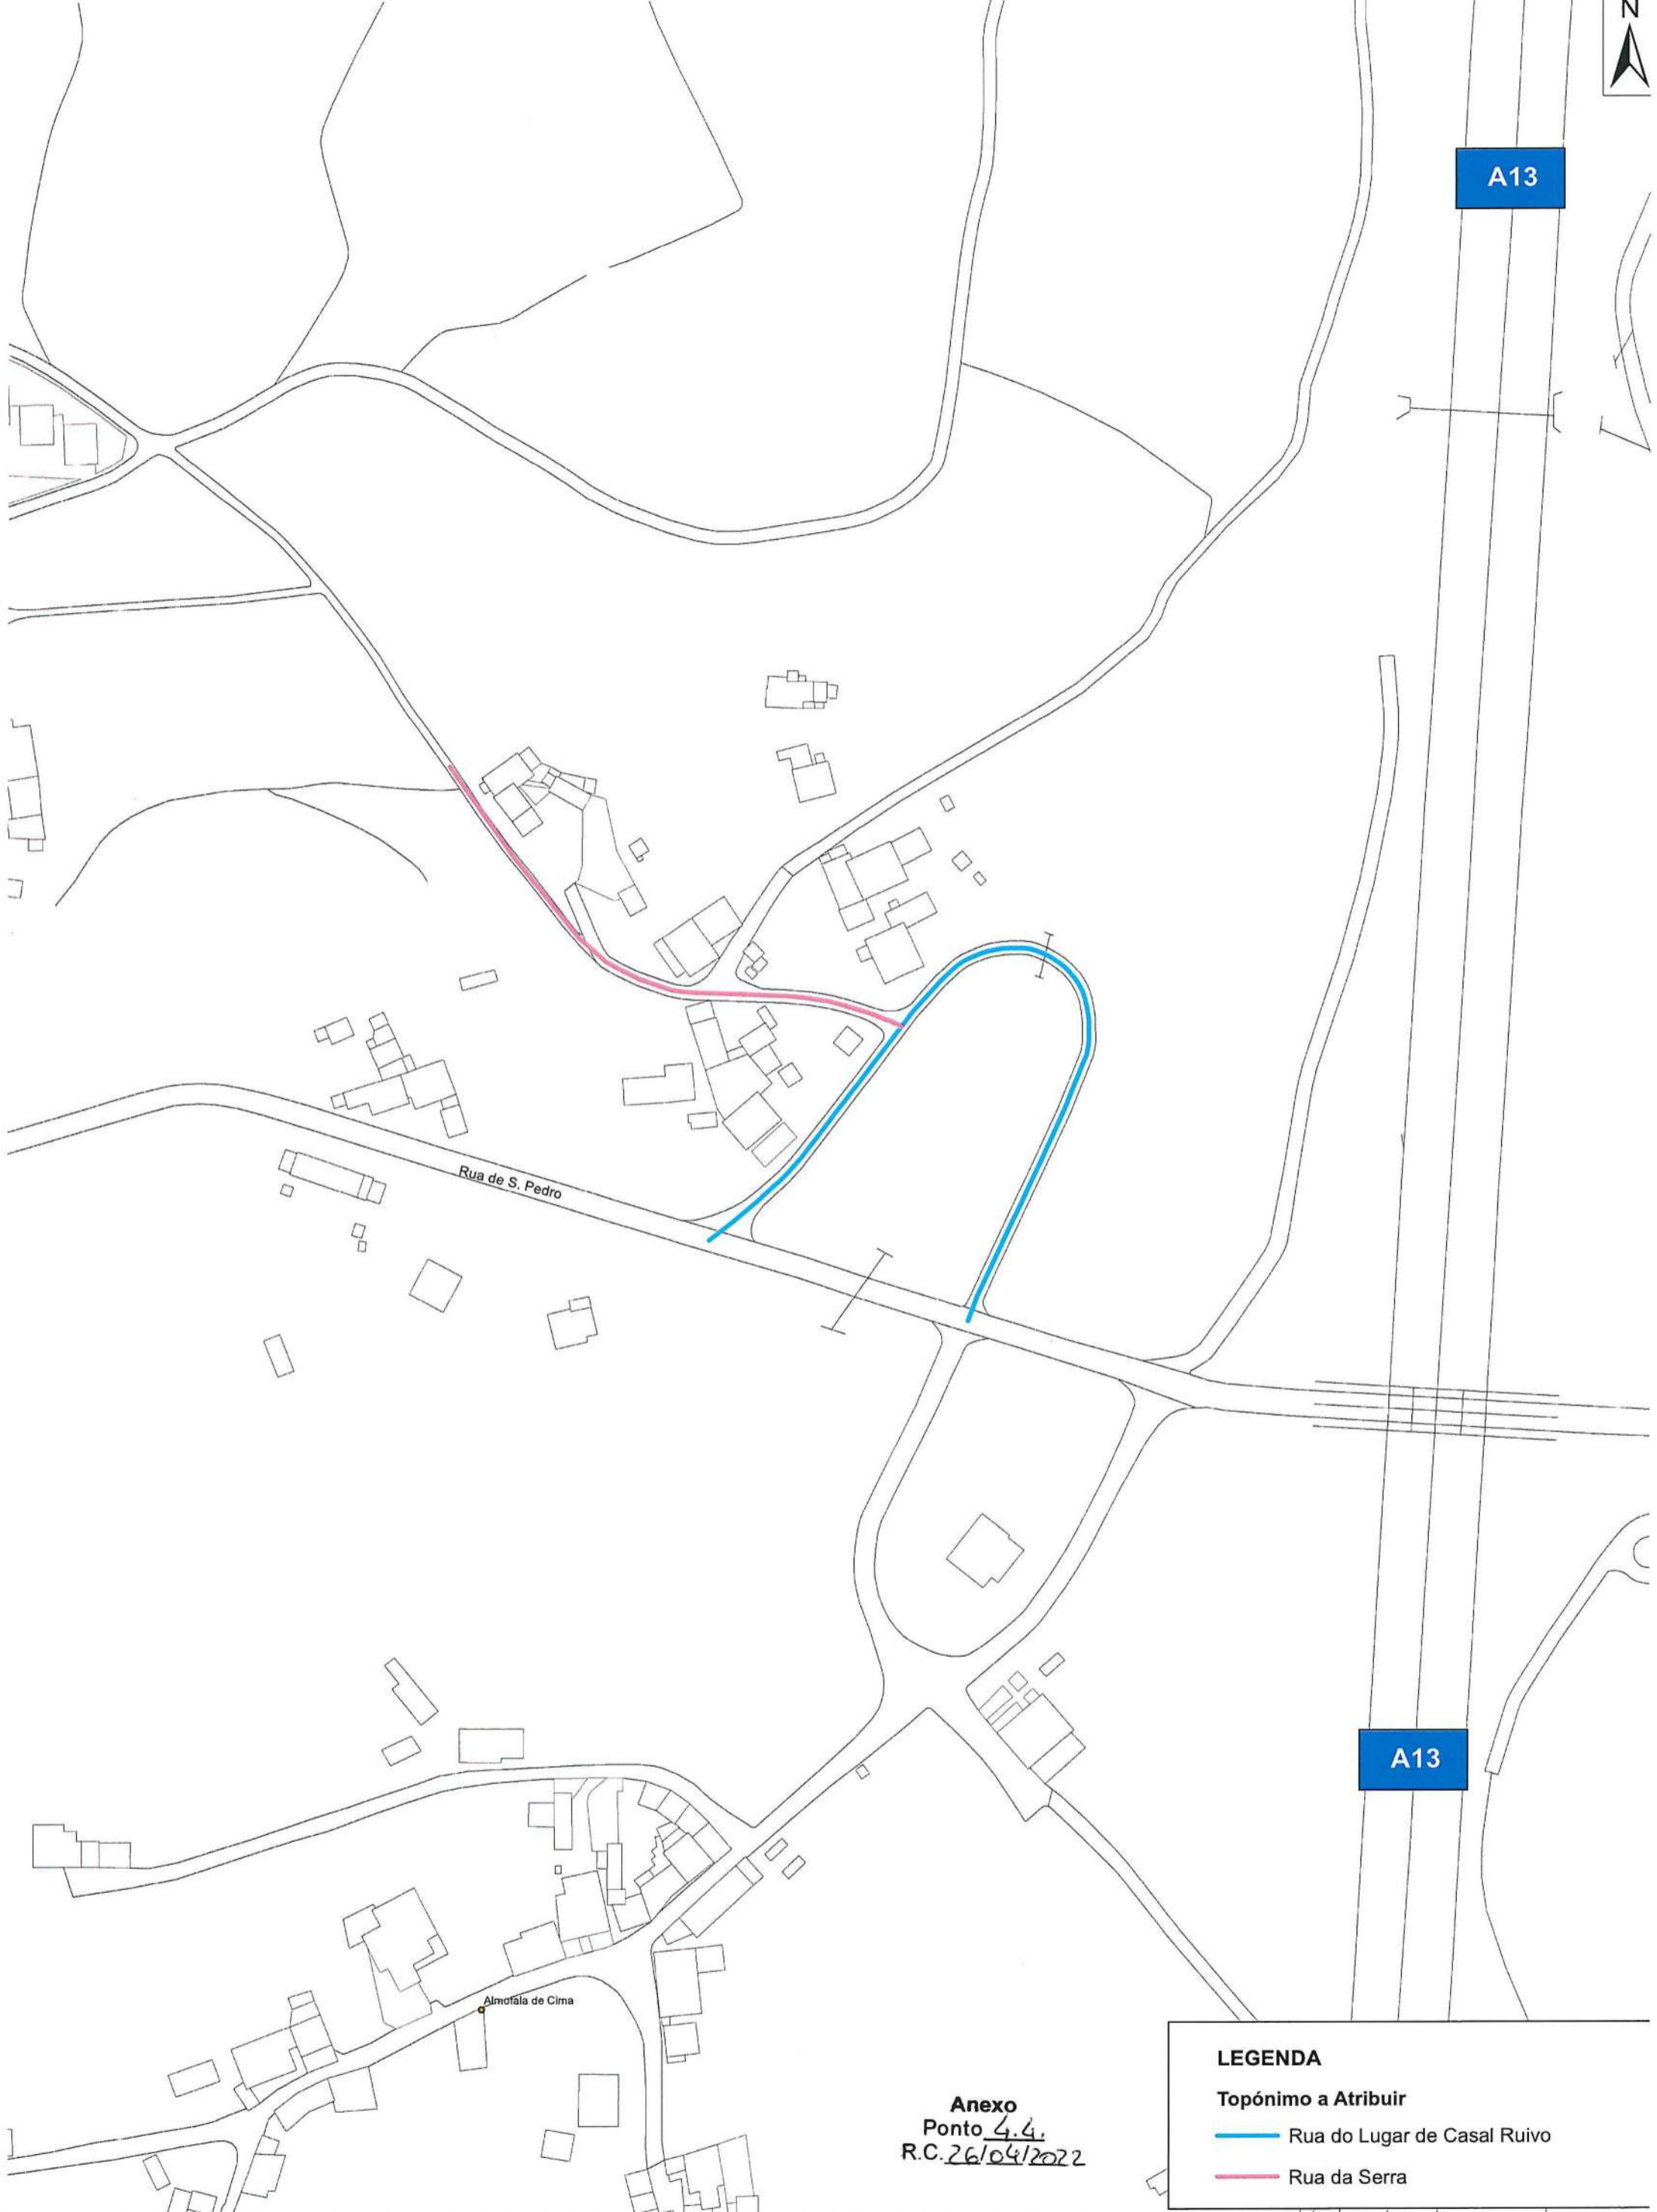 N
A13
Rua de S. Pedro
A13
Almofala de Cima
Anexo
Ponto 4.4.
R.C. 26/04/2022
LEGENDA
Topónimo a Atribuir
Rua do Lugar de Casal Ruivo
Rua da Serra